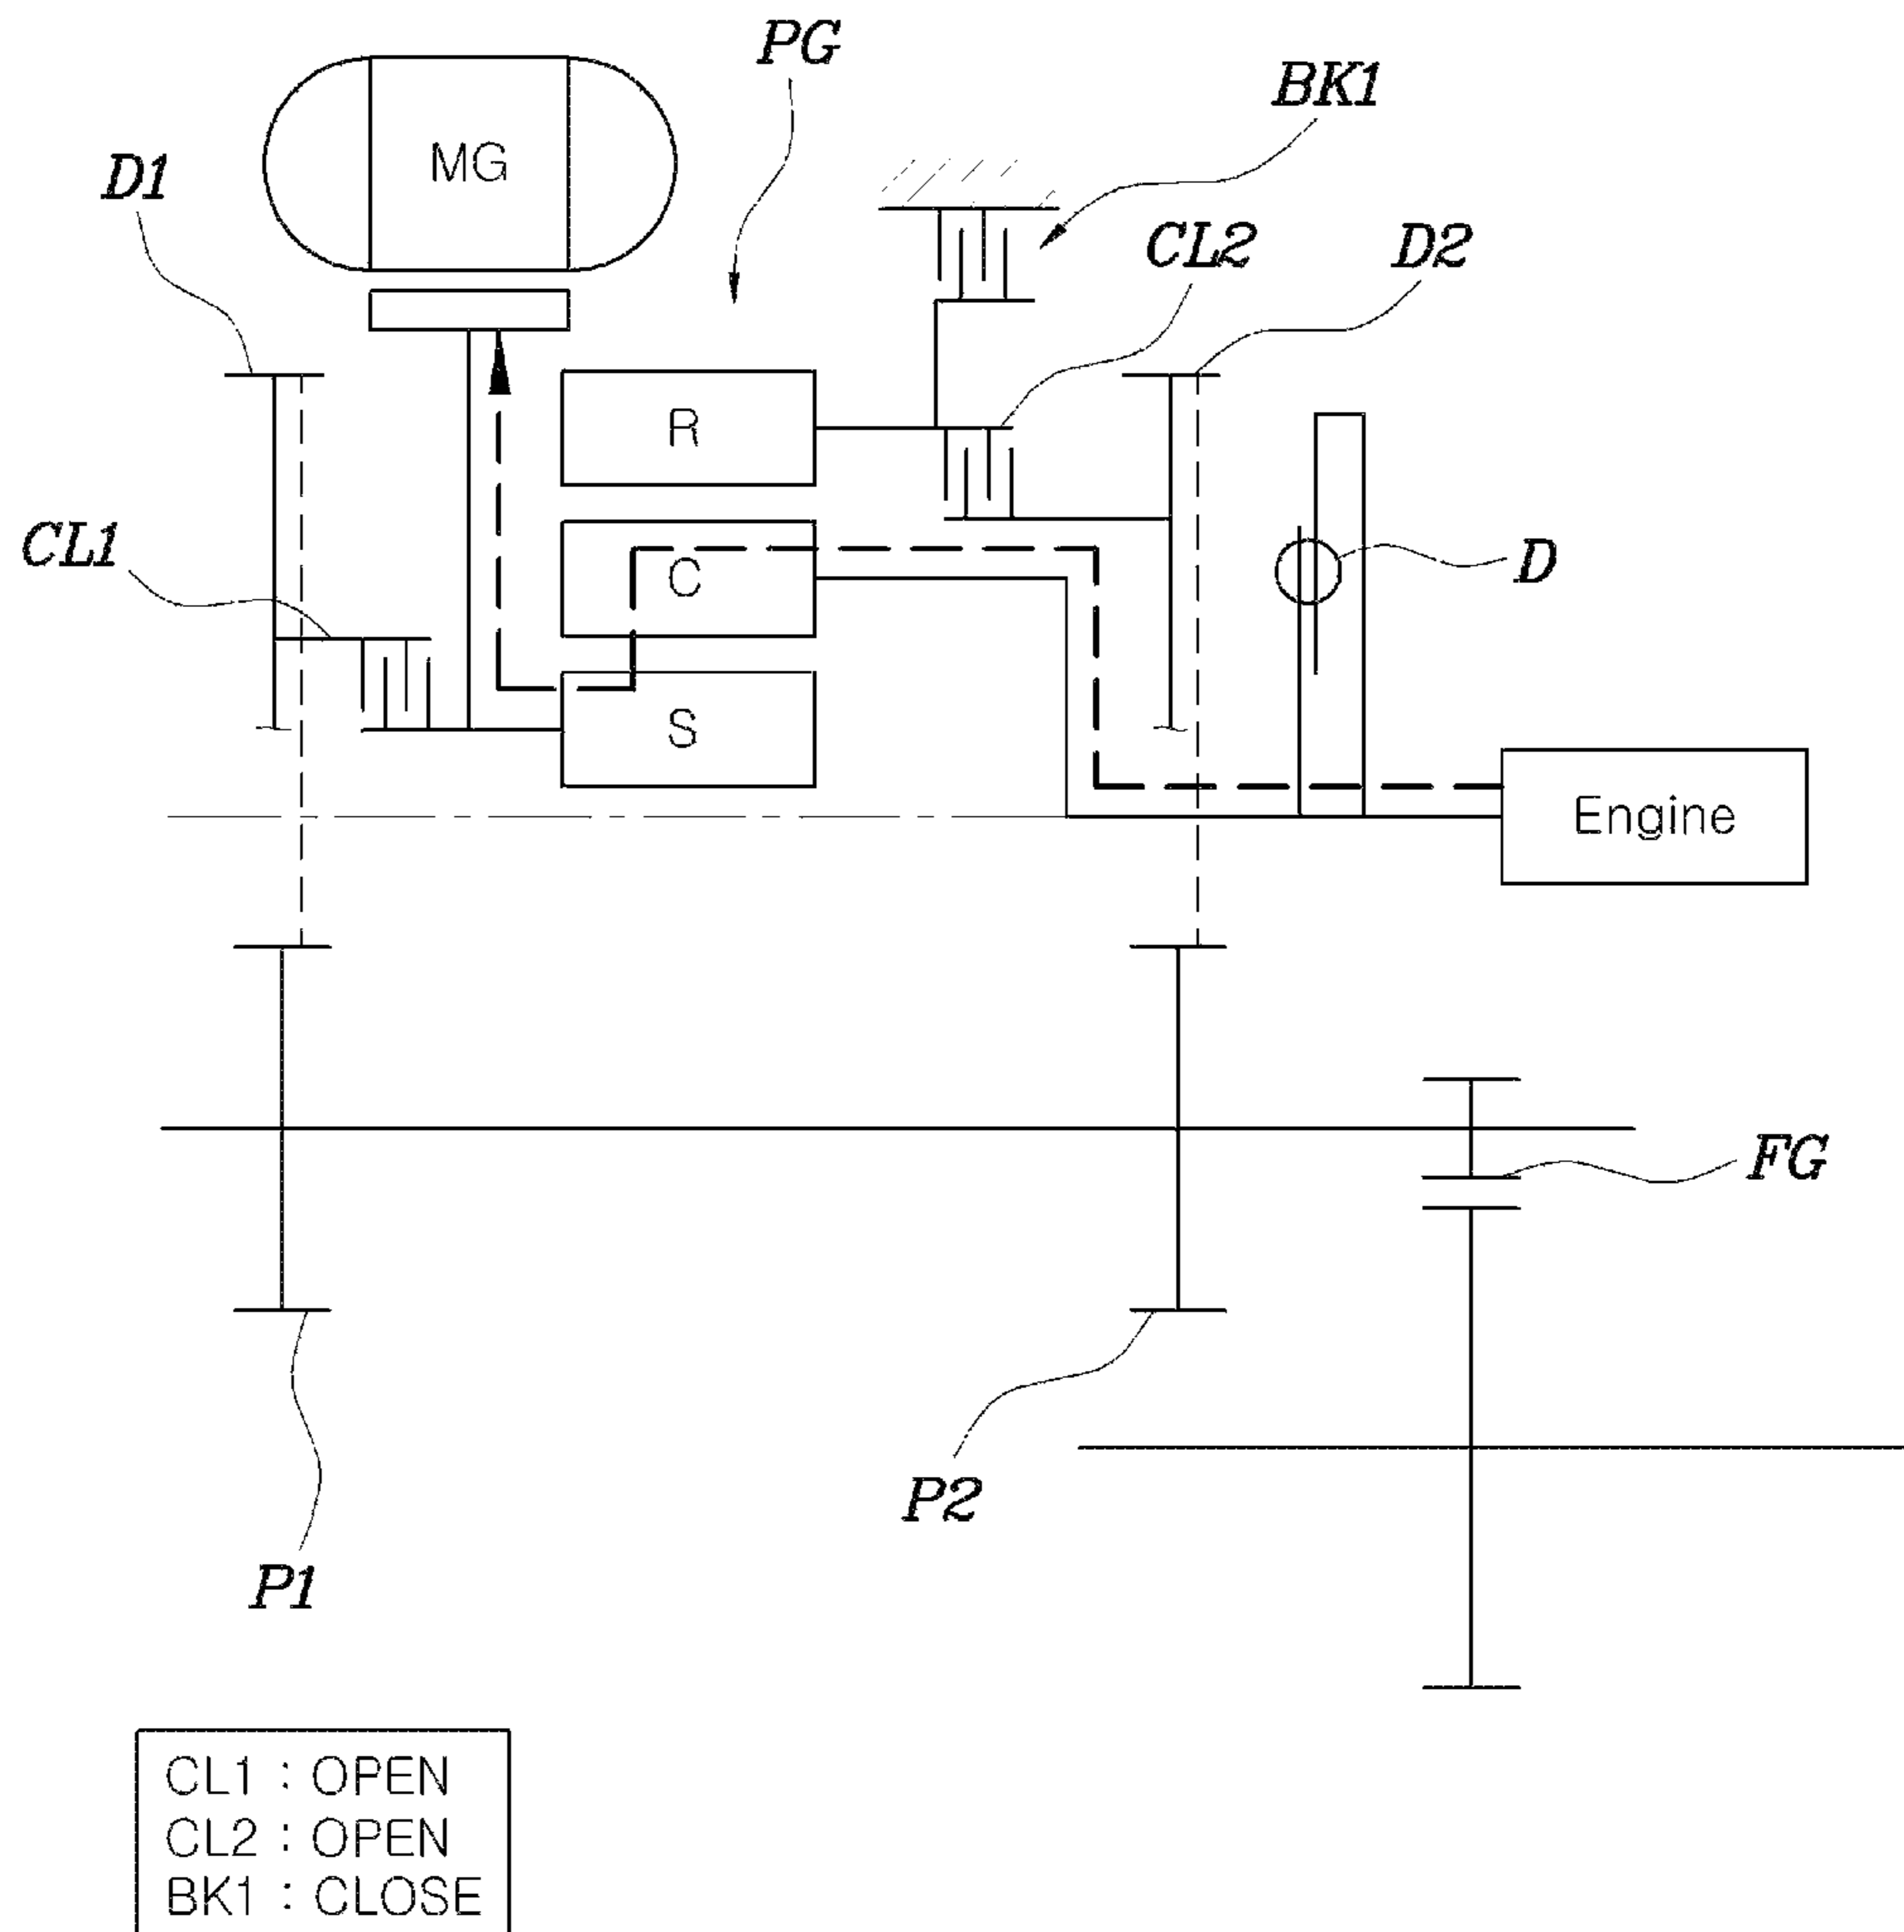 PG
BK1
MG
D1
CL2
D2
R
CL1
C
D
S
Engine
FG
P2
P1
CL1 : OPEN
CL2 : OPEN
BK1 : CLOSE